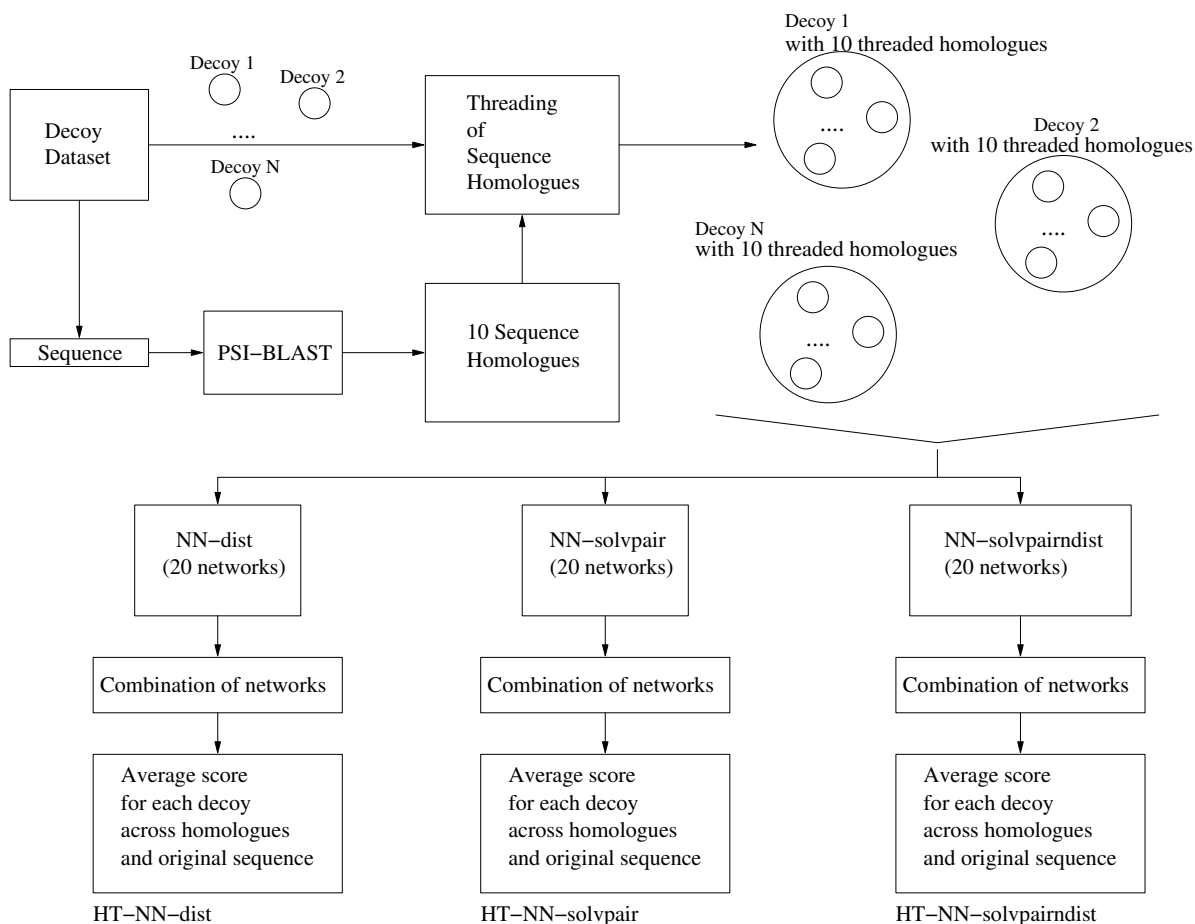 Decoy 1
with 10 threaded homologues
Decoy 1
Decoy 2
Decoy
Dataset
....
Decoy N
Threading
of
Sequence
Homologues
....
Decoy 2
with 10 threaded homologues
....
Decoy N
with 10 threaded homologues
....
Sequence
PSI−BLAST
10 Sequence
Homologues
NN−dist
(20 networks)
NN−solvpair
(20 networks)
NN−solvpairndist
(20 networks)
Combination of networks
Combination of networks
Combination of networks
Average score
for each decoy
across homologues
and original sequence
Average score
for each decoy
across homologues
and original sequence
Average score
for each decoy
across homologues
and original sequence
HT−NN−dist
HT−NN−solvpair
HT−NN−solvpairndist